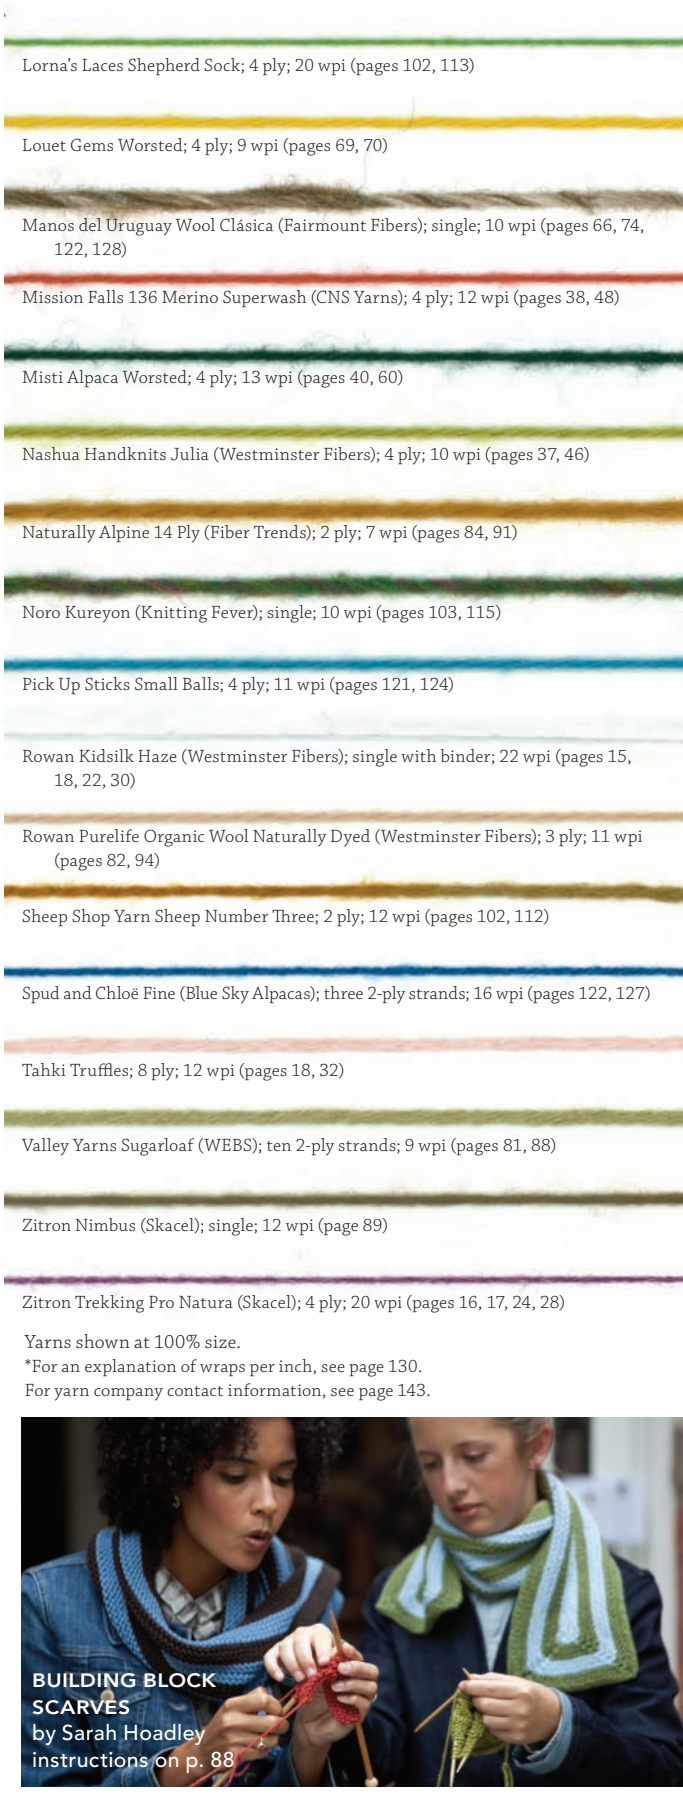 Lorna's Laces Shepherd Sock; 4 ply; 20 wpi (pages 102, 113)
Louet Gems Worsted; 4 ply; 9 wpi (pages 69, 70)
Manos del Uruguay Wool Clásica (Fairmount Fibers); single; 10 wpi (pages 66, 74,
122, 128)
Mission Falls 136 Merino Superwash (CNS Yarns); 4 ply; 12 wpi (pages 38, 48)
Misti Alpaca Worsted; 4 ply; 13 wpi (pages 40, 60)
Nashua Handknits Julia (Westminster Fibers); 4 ply; 10 wpi (pages 37, 46)
Naturally Alpine 14 Ply (Fiber Trends); 2 ply; 7 wpi (pages 84, 91)
Noro Kureyon (Knitting Fever); single; 10 wpi (pages 103, 115)
Pick Up Sticks Small Balls; 4 ply; 11 wpi (pages 121, 124)
Rowan Kidsilk Haze (Westminster Fibers); single with binder; 22 wpi (pages 15,
18, 22, 30)
Rowan Purelife Organic Wool Naturally Dyed (Westminster Fibers); 3 ply; 11 wpi
(pages 82, 94)
Sheep Shop Yarn Sheep Number Three; 2 ply; 12 wpi (pages 102, 112)
Spud and Chloë Fine (Blue Sky Alpacas); three 2-ply strands; 16 wpi (pages 122, 127)
Tahki Truffles; 8 ply; 12 wpi (pages 18, 32)
Valley Yarns Sugarloaf (WEBS); ten 2-ply strands; 9 wpi (pages 81, 88)
Zitron Nimbus (Skacel); single; 12 wpi (page 89)
Zitron Trekking Pro Natura (Skacel); 4 ply; 20 wpi (pages 16, 17, 24, 28)
Yarns shown at 100% size.
*For an explanation of wraps per inch, see page 130.
For yarn company contact information, see page 143.
BUILDING BLOCK
SCARVES
by Sarah Hoadley
instructions on p. 88